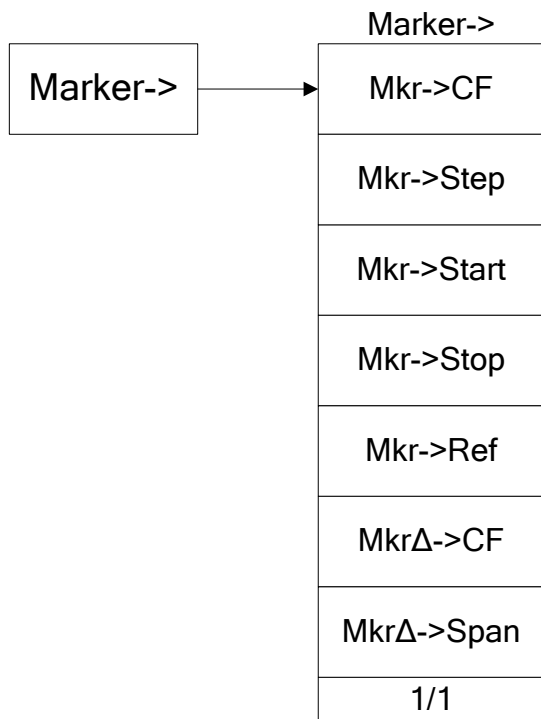 Marker->
Marker->
Mkr->CF
Mkr->Step
Mkr->Start
Mkr->Stop
Mkr->Ref
MkrΔ->CF
MkrΔ->Span
1/1